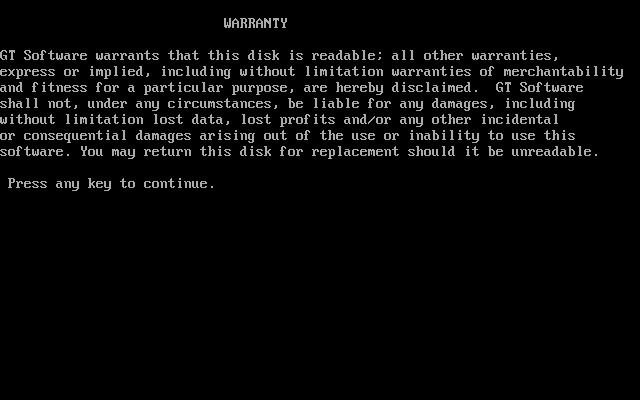 WARRANTY
GT Software warrants that this disk is readable; all other warranties,
express or implied, including without limitation warranties of merchantability
and fitness for a particular purpose, are hereby disclaimed.  GT Software
shall not, under any circumstances, be liable for any damages, including
without limitation lost data, lost profits and/or any other incidental
or consequential damages arising out of the use or inability to use this
software. You may return this disk for replacement should it be unreadable.
Press any key to continue.